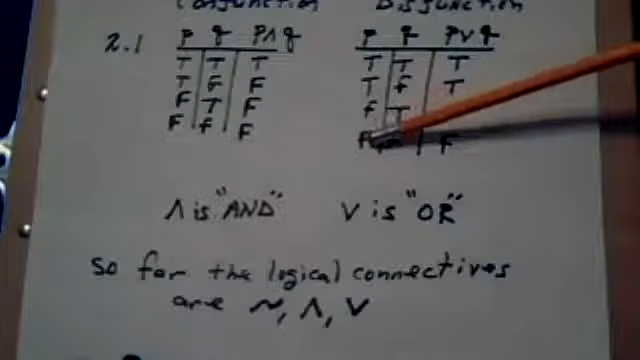 Conjunction Disjunction
2.1 p q p∧q p q p∨q
T T T T T T
T F F T F T
F T F F T
F F F F F
∧ is "AND" ∨ is "OR"
So far the logical connectives
are ~, ∧, ∨